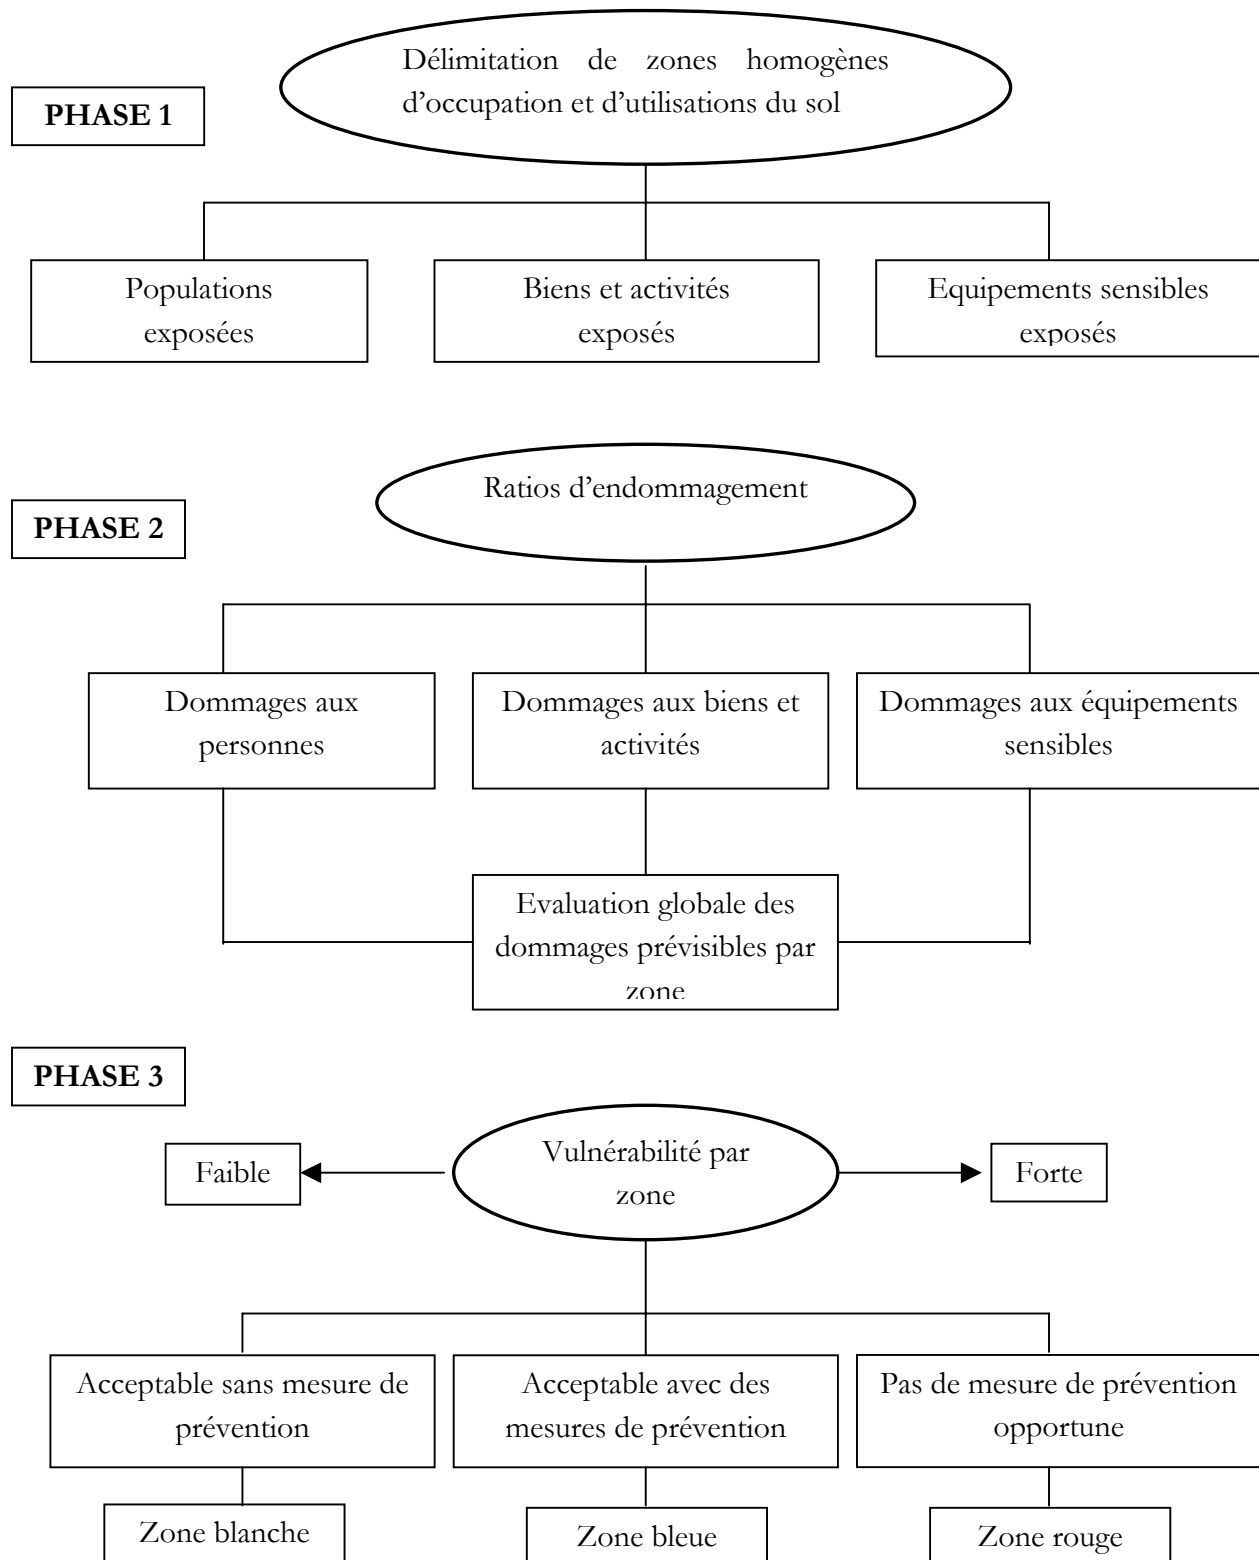 Délimitation de zones homogènes
d'occupation et d'utilisations du sol
PHASE 1
Populations
exposées
Biens et activités
exposés
Equipements sensibles
exposés
Ratios d'endommagement
PHASE 2
Dommages aux
personnes
Dommages aux biens et
activités
Dommages aux équipements
sensibles
Evaluation globale des
dommages prévisibles par
zone
PHASE 3
Faible
Vulnérabilité par
zone
Forte
Acceptable sans mesure de
prévention
Acceptable avec des
mesures de prévention
Pas de mesure de prévention
opportune
Zone blanche
Zone bleue
Zone rouge